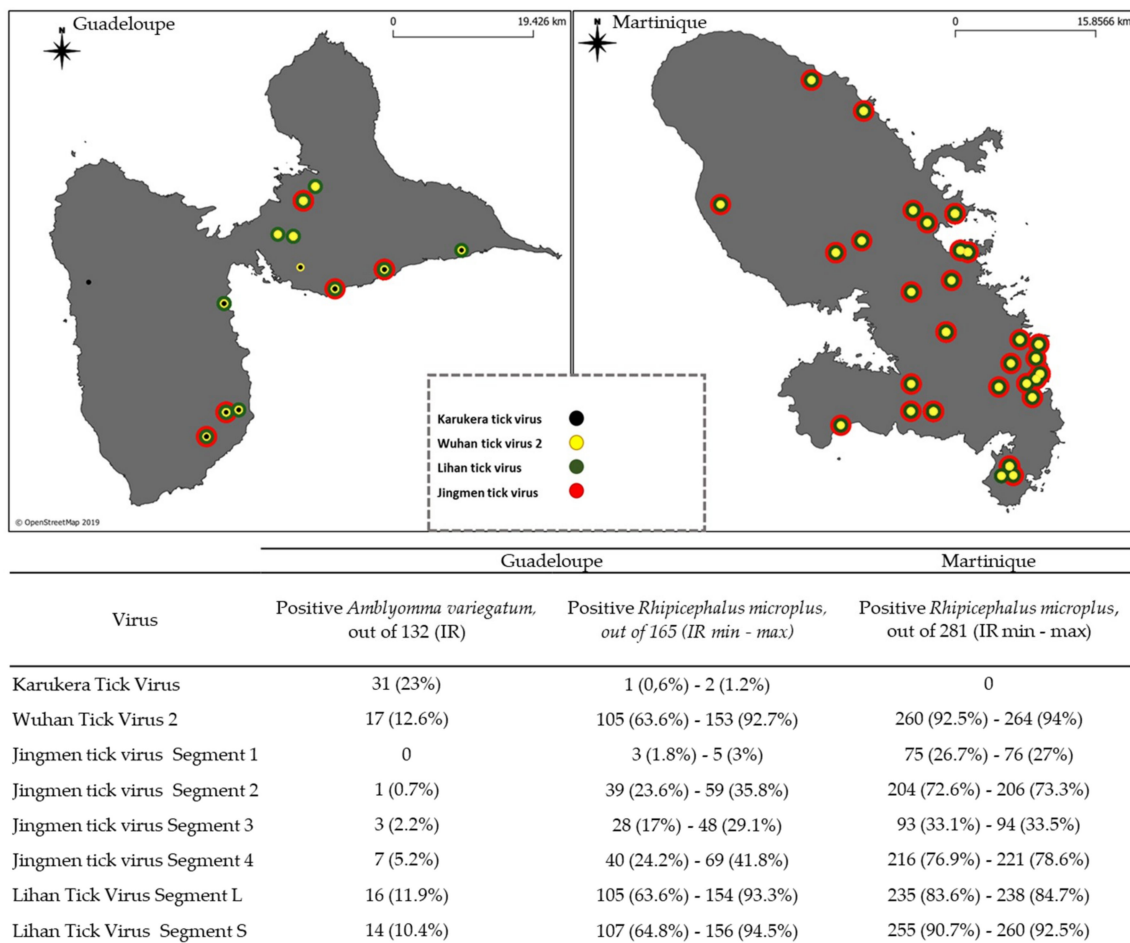 Guadeloupe
N
0 19.426 km
Martinique
N
0 15.8566 km
Karukera tick virus
Wuhan tick virus 2
Lihan tick virus
Jingmen tick virus
© OpenStreetMap 2019
Guadeloupe Martinique
Virus
Positive Amblyomma variegatum,
out of 132 (IR)
Positive Rhipicephalus microplus,
out of 165 (IR min - max)
Positive Rhipicephalus microplus,
out of 281 (IR min - max)
Karukera Tick Virus 31 (23%) 1 (0,6%) - 2 (1.2%) 0
Wuhan Tick Virus 2 17 (12.6%) 105 (63.6%) - 153 (92.7%) 260 (92.5%) - 264 (94%)
Jingmen tick virus Segment 1 0 3 (1.8%) - 5 (3%) 75 (26.7%) - 76 (27%)
Jingmen tick virus Segment 2 1 (0.7%) 39 (23.6%) - 59 (35.8%) 204 (72.6%) - 206 (73.3%)
Jingmen tick virus Segment 3 3 (2.2%) 28 (17%) - 48 (29.1%) 93 (33.1%) - 94 (33.5%)
Jingmen tick virus Segment 4 7 (5.2%) 40 (24.2%) - 69 (41.8%) 216 (76.9%) - 221 (78.6%)
Lihan Tick Virus Segment L 16 (11.9%) 105 (63.6%) - 154 (93.3%) 235 (83.6%) - 238 (84.7%)
Lihan Tick Virus Segment S 14 (10.4%) 107 (64.8%) - 156 (94.5%) 255 (90.7%) - 260 (92.5%)